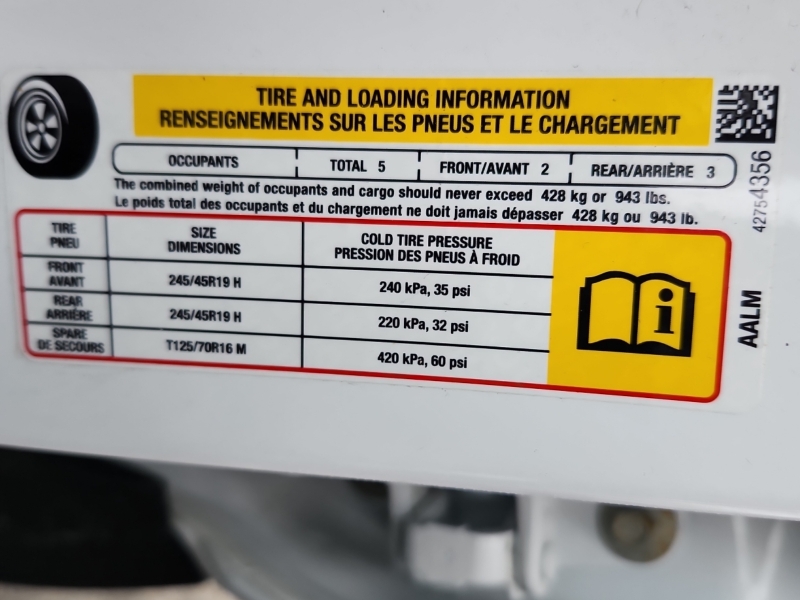 TIRE AND LOADING INFORMATION
RENSEIGNEMENTS SUR LES PNEUS ET LE CHARGEMENT
OCCUPANTS TOTAL 5 FRONT/AVANT 2 REAR/ARRIÈRE 3
The combined weight of occupants and cargo should never exceed 428 kg or 943 lbs.
Le poids total des occupants et du chargement ne doit jamais dépasser 428 kg ou 943 lb.
TIRE SIZE COLD TIRE PRESSURE
PNEU DIMENSIONS PRESSION DES PNEUS À FROID
FRONT
AVANT 245/45R19 H 240 kPa, 35 psi
REAR
ARRIÈRE 245/45R19 H 220 kPa, 32 psi
SPARE
DE SECOURS T125/70R16 M 420 kPa, 60 psi
i
42754356
AALM